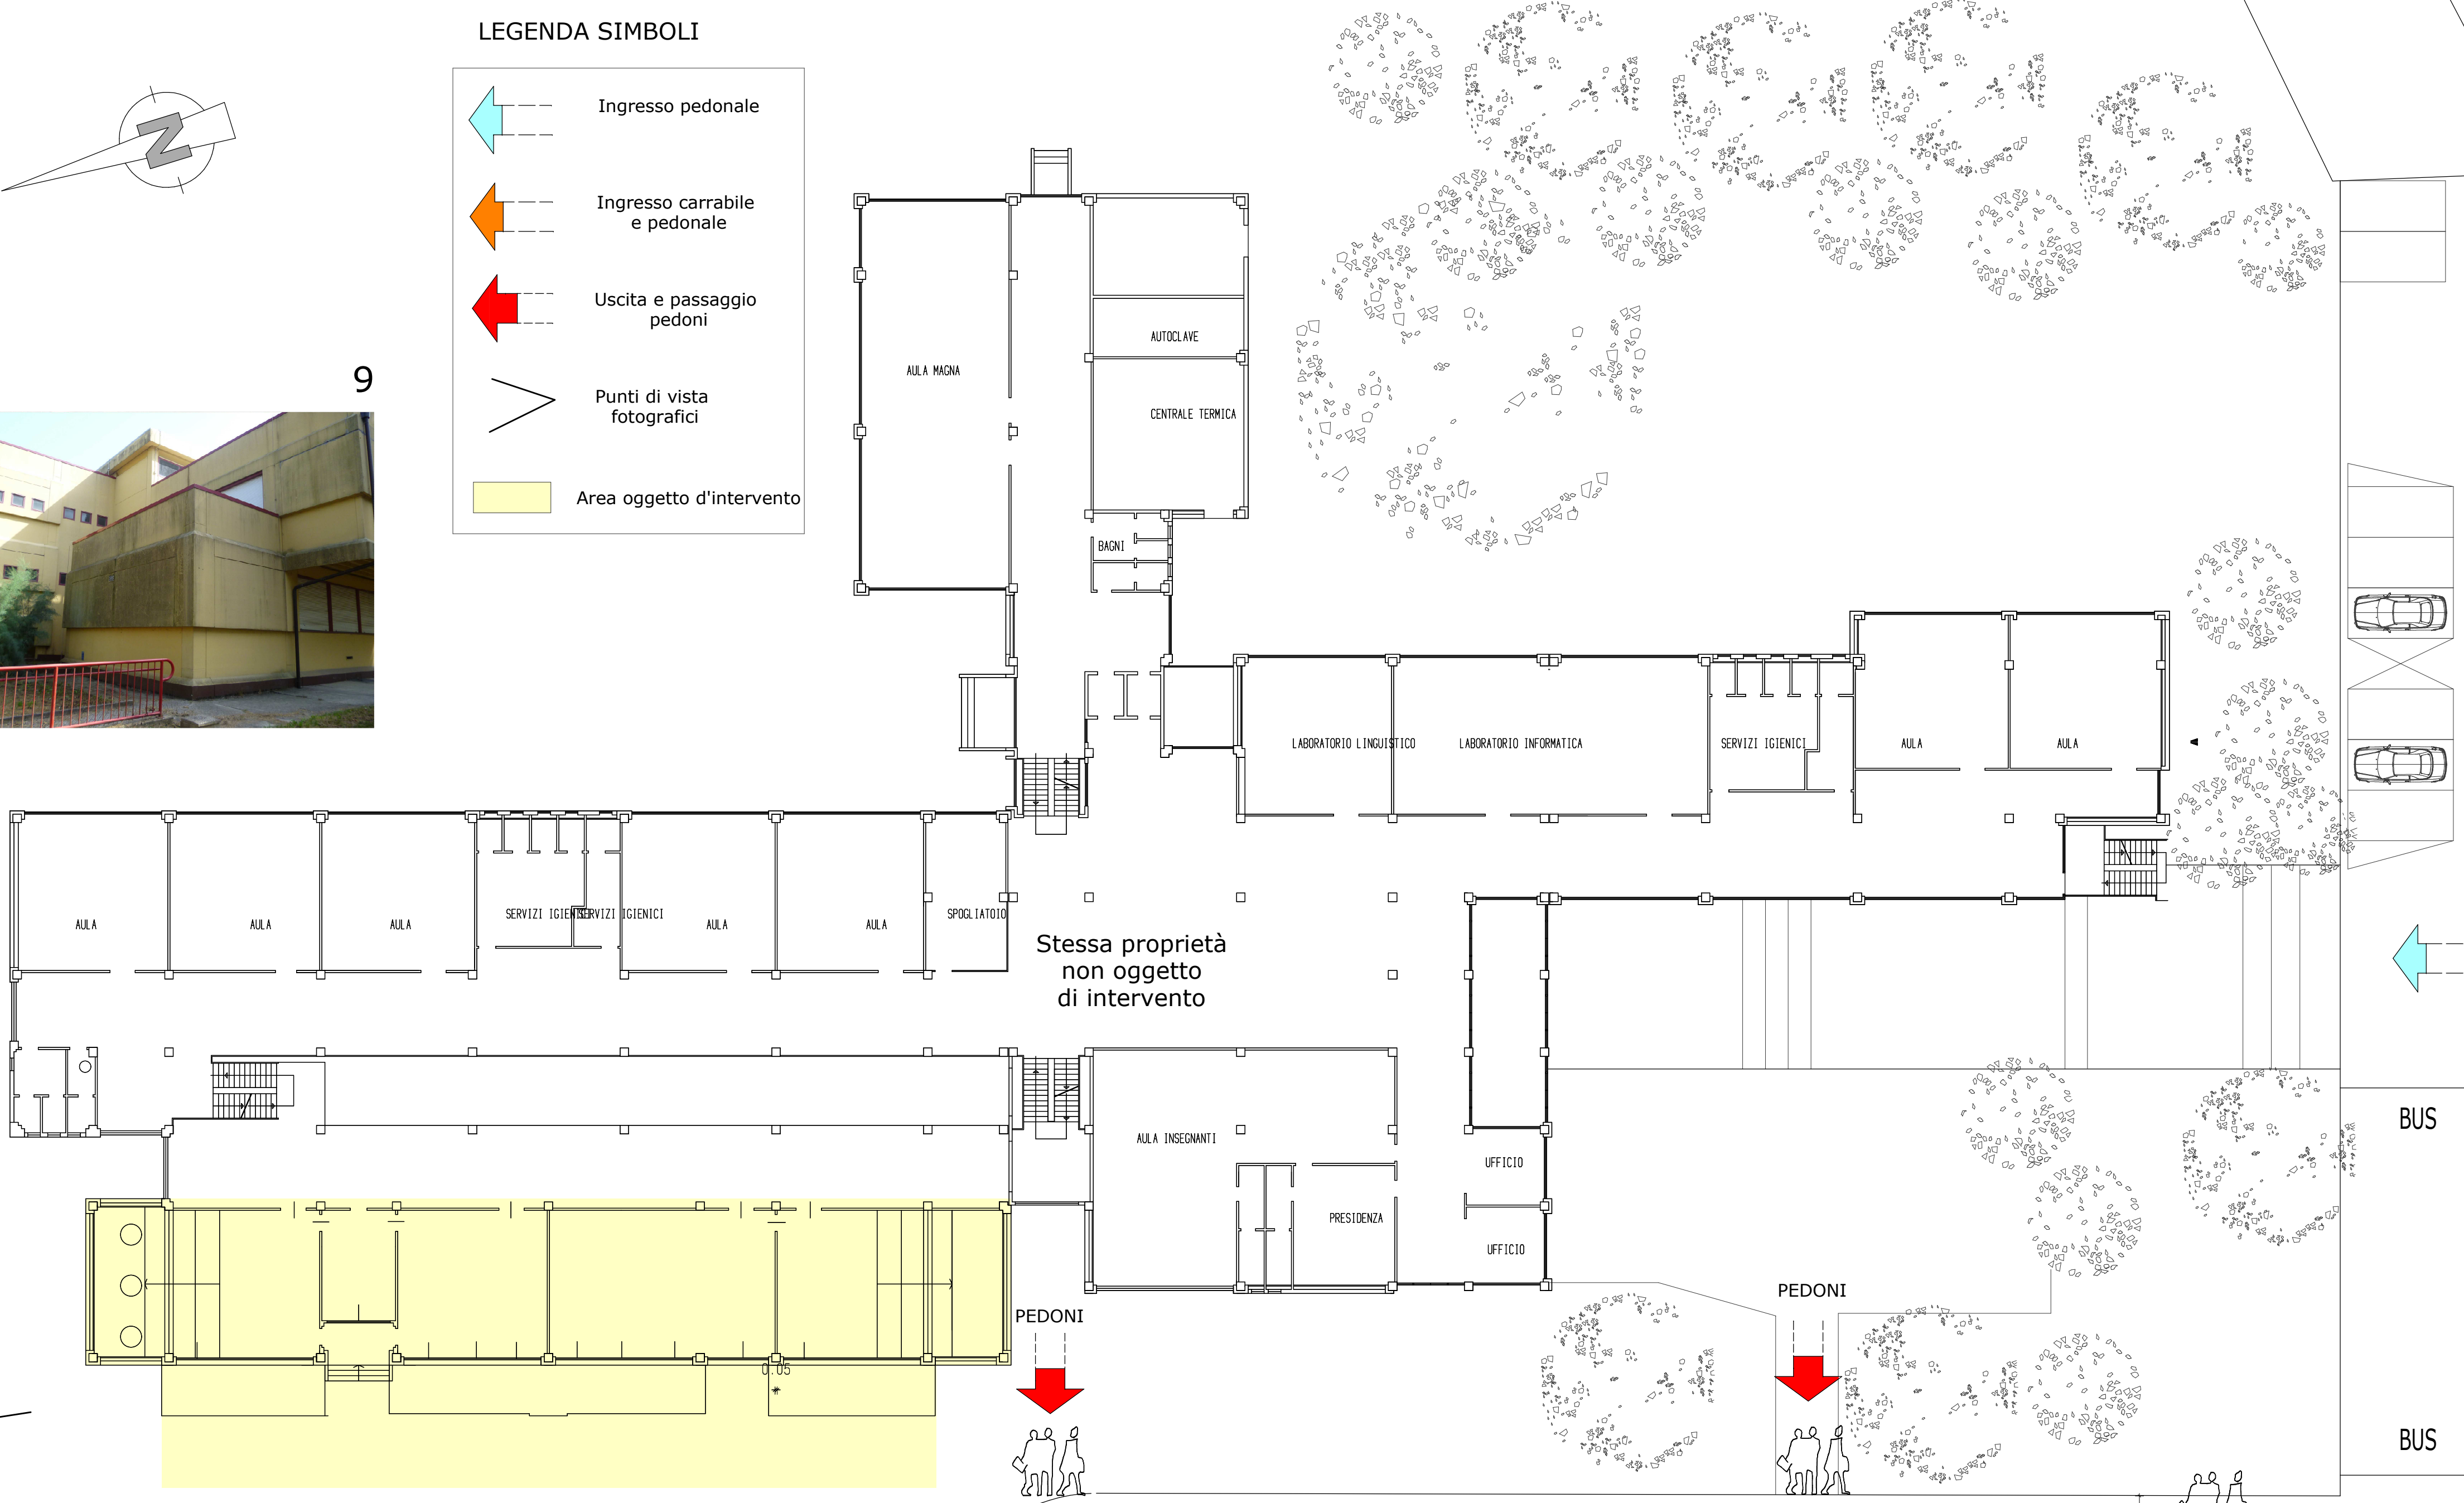 LEGENDA SIMBOLI
N
Ingresso pedonale
Ingresso carrabile
e pedonale
Uscita e passaggio
pedoni
Punti di vista
fotografici
Area oggetto d'intervento
9
AULA MAGNA
AUTOCLAVE
CENTRALE TERMICA
BAGNI
LABORATORIO LINGUISTICO
LABORATORIO INFORMATICA
SERVIZI IGIENICI
AULA
AULA
AULA
AULA
AULA
SERVIZI IGIENICI
SERVIZI IGIENICI
AULA
AULA
SPOGLIATOIO
Stessa proprietà
non oggetto
di intervento
AULA INSEGNANTI
UFFICIO
PRESIDENZA
UFFICIO
BUS
PEDONI
PEDONI
0.05
BUS